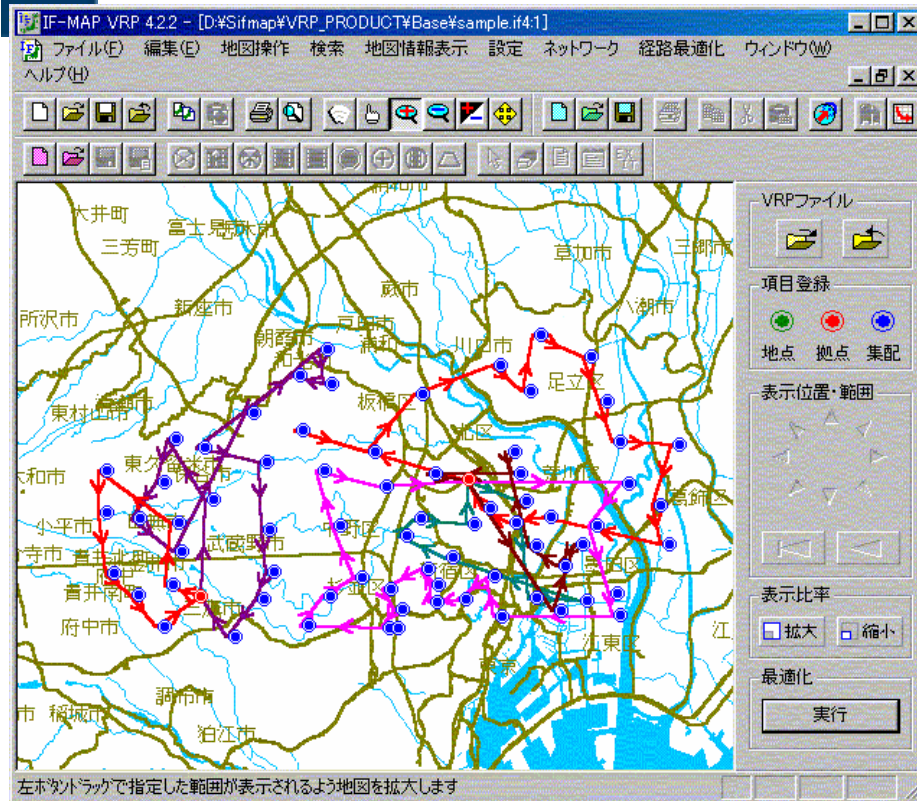 IF-MAP VRP 4.2.2 - [D:¥Sifmap¥VRP_PRODUCT¥Base¥sample.if4:1]
ファイル(F) 編集(E) 地図操作 検索 地図情報表示 設定 ネットワーク 経路最適化 ウィンドウ(W)
ヘルプ(H)
大井町
富士見市
三芳町
草加市
三郷市
蕨市
八潮市
所沢市
新座市
戸田市
朝霞市
浦和
川口市
足立区
板橋区
東村山市
北区
大和市
荒川区
葛飾区
小平市
中野区
武蔵野市
府中市
江東区
調布市
市 稲城市
狛江市
VRPファイル
項目登録
地点 拠点 集配
表示位置・範囲
表示比率
拡大 縮小
最適化
実行
左ボタンドラッグで指定した範囲が表示されるよう地図を拡大します